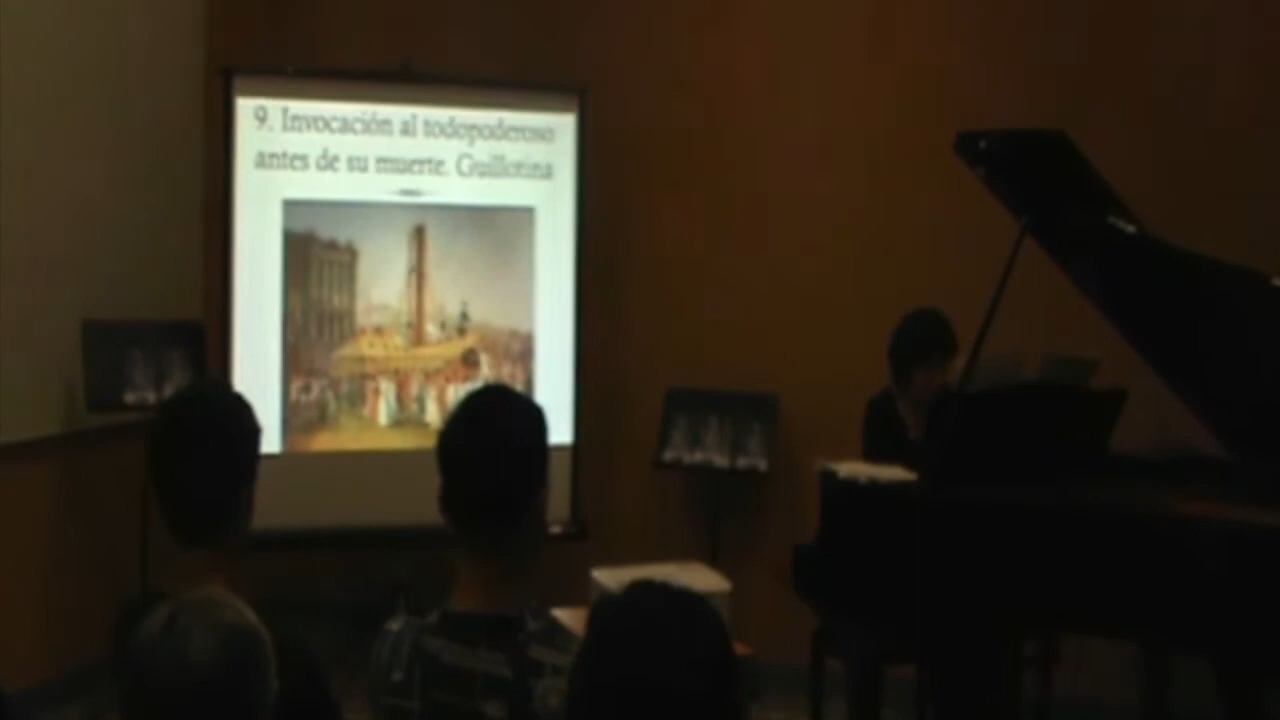 9. Invocación al todopoderoso
antes de su muerte. Guillotina